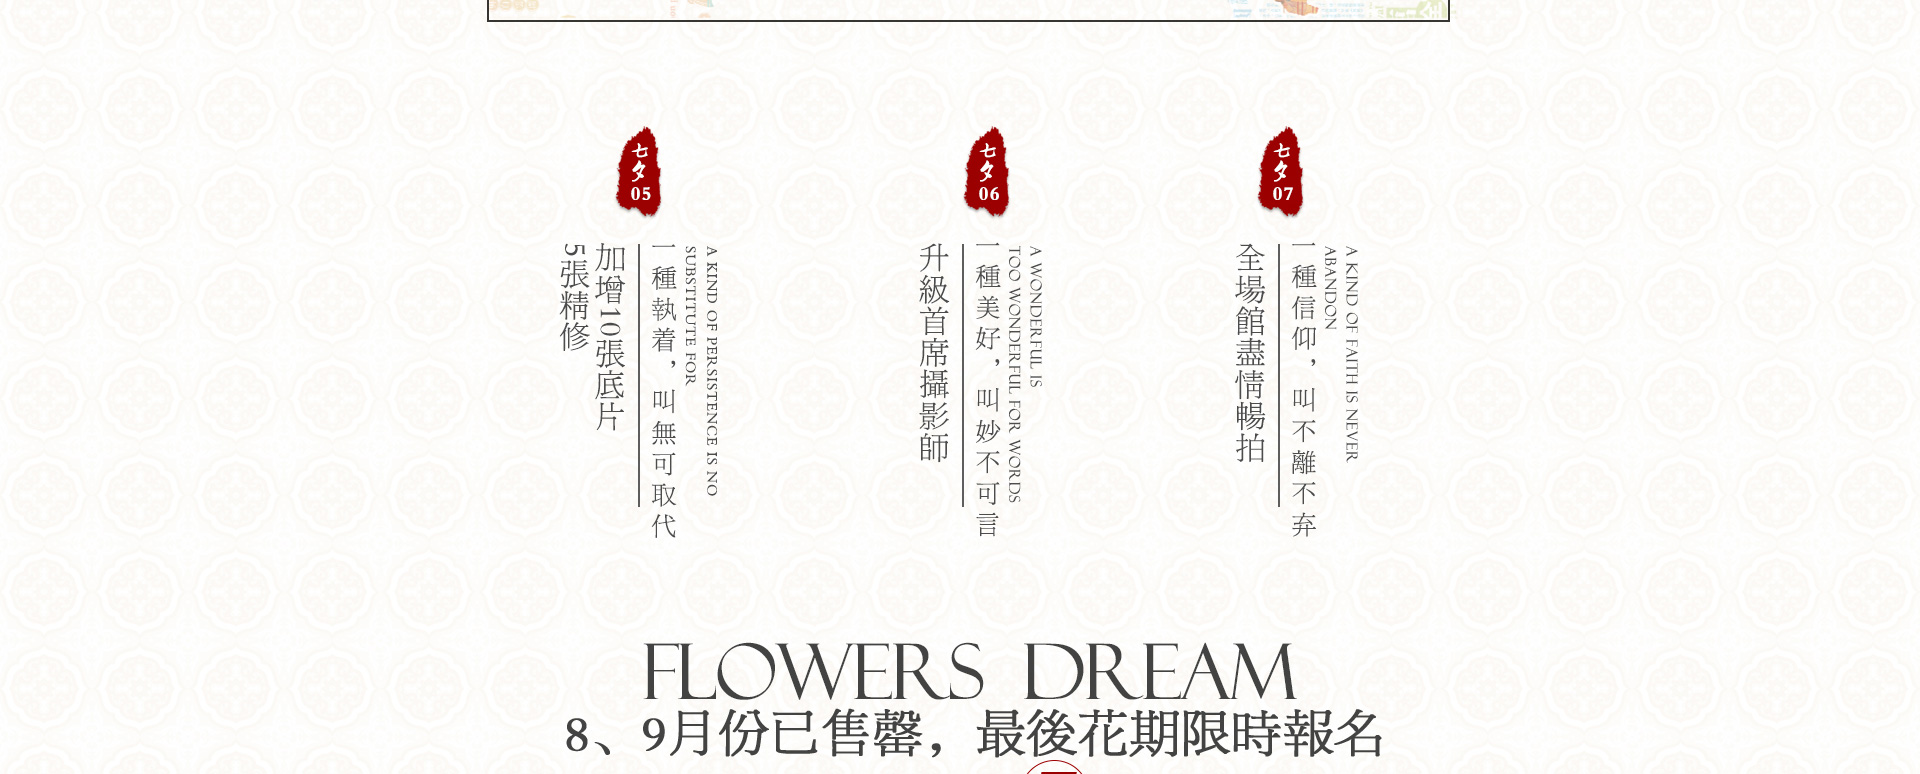 七夕
05
A KIND OF PERSISTENCE IS NO
SUBSTITUTE FOR
一種執着，叫無可取代
加增10張底片
5張精修
七夕
06
A WONDERFUL IS
TOO WONDERFUL FOR WORDS
一種美好，叫妙不可言
升級首席攝影師
七夕
07
A KIND OF FAITH IS NEVER
ABANDON
一種信仰，叫不離不弃
全場館盡情暢拍
FLOWERS DREAM
8、9月份已售罄，最後花期限時報名